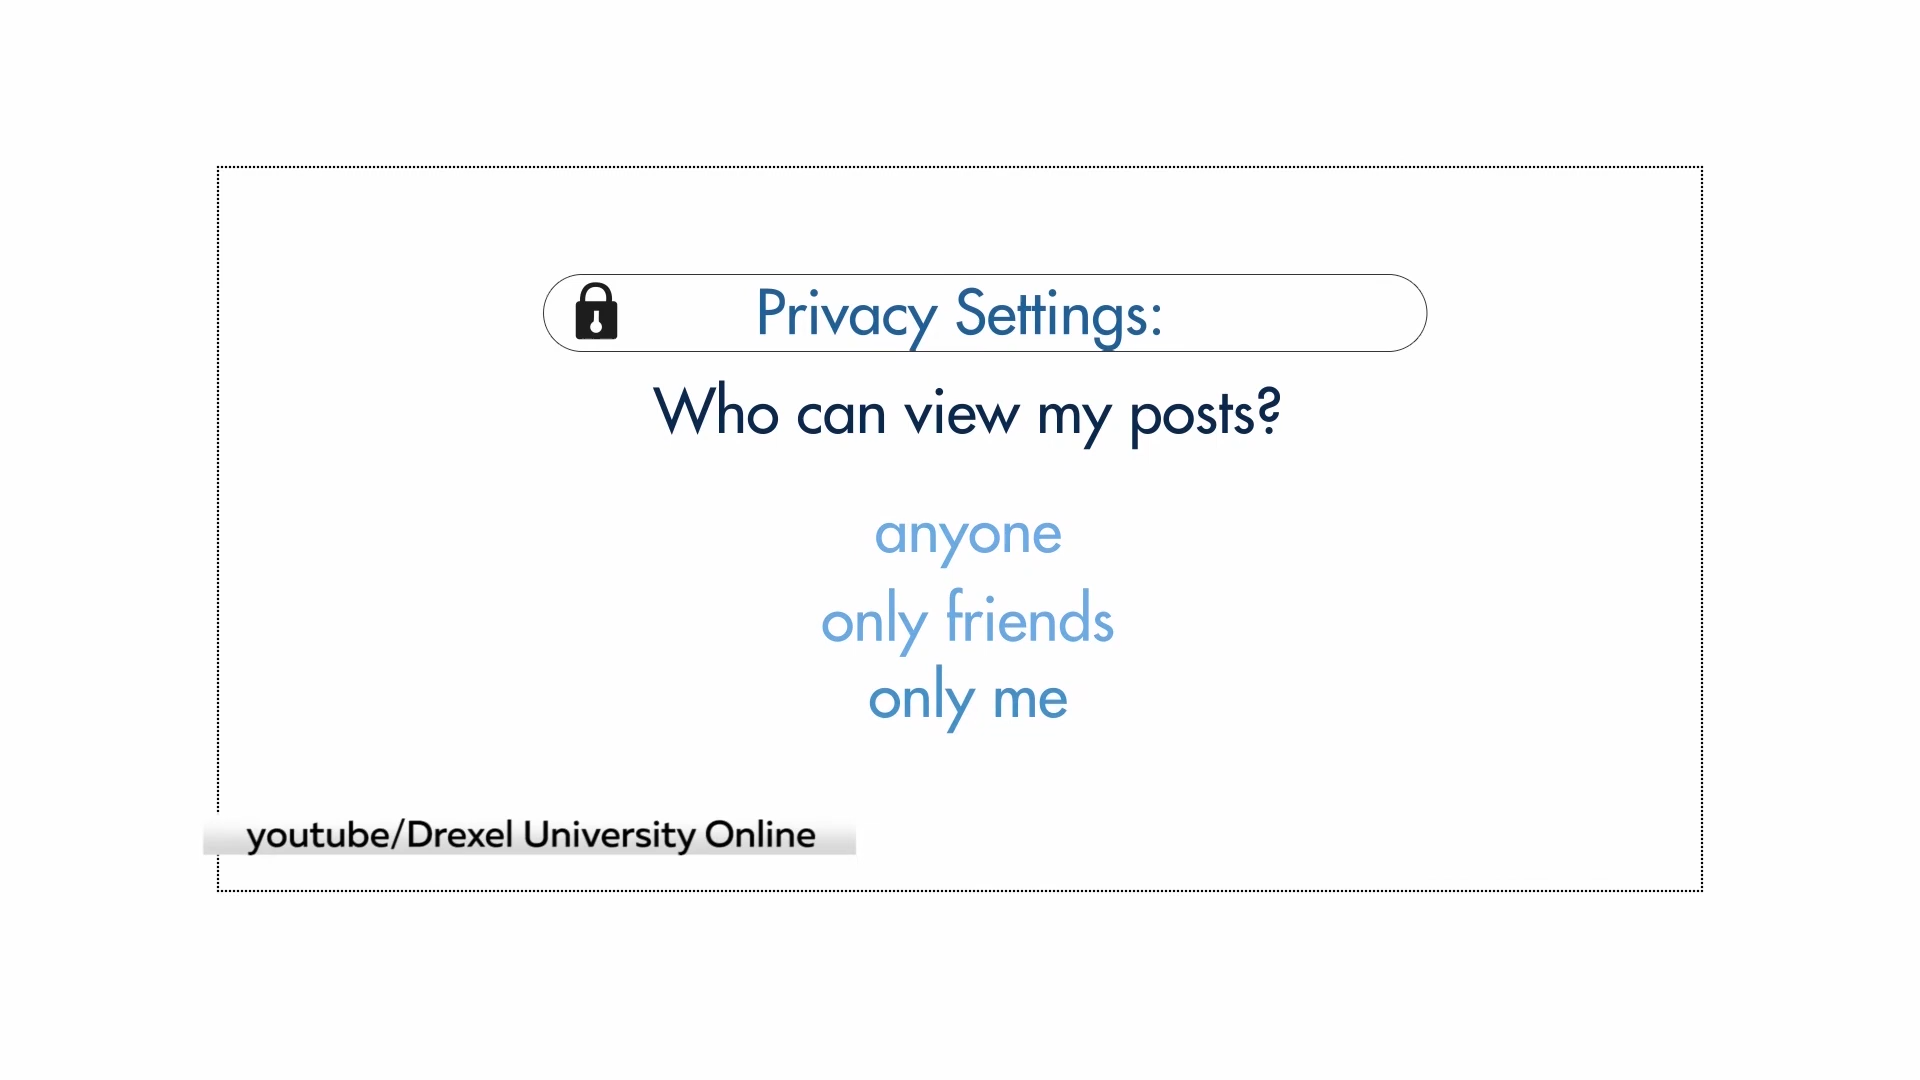 Privacy Settings:
Who can view my posts?
anyone
only friends
only me
youtube/Drexel University Online